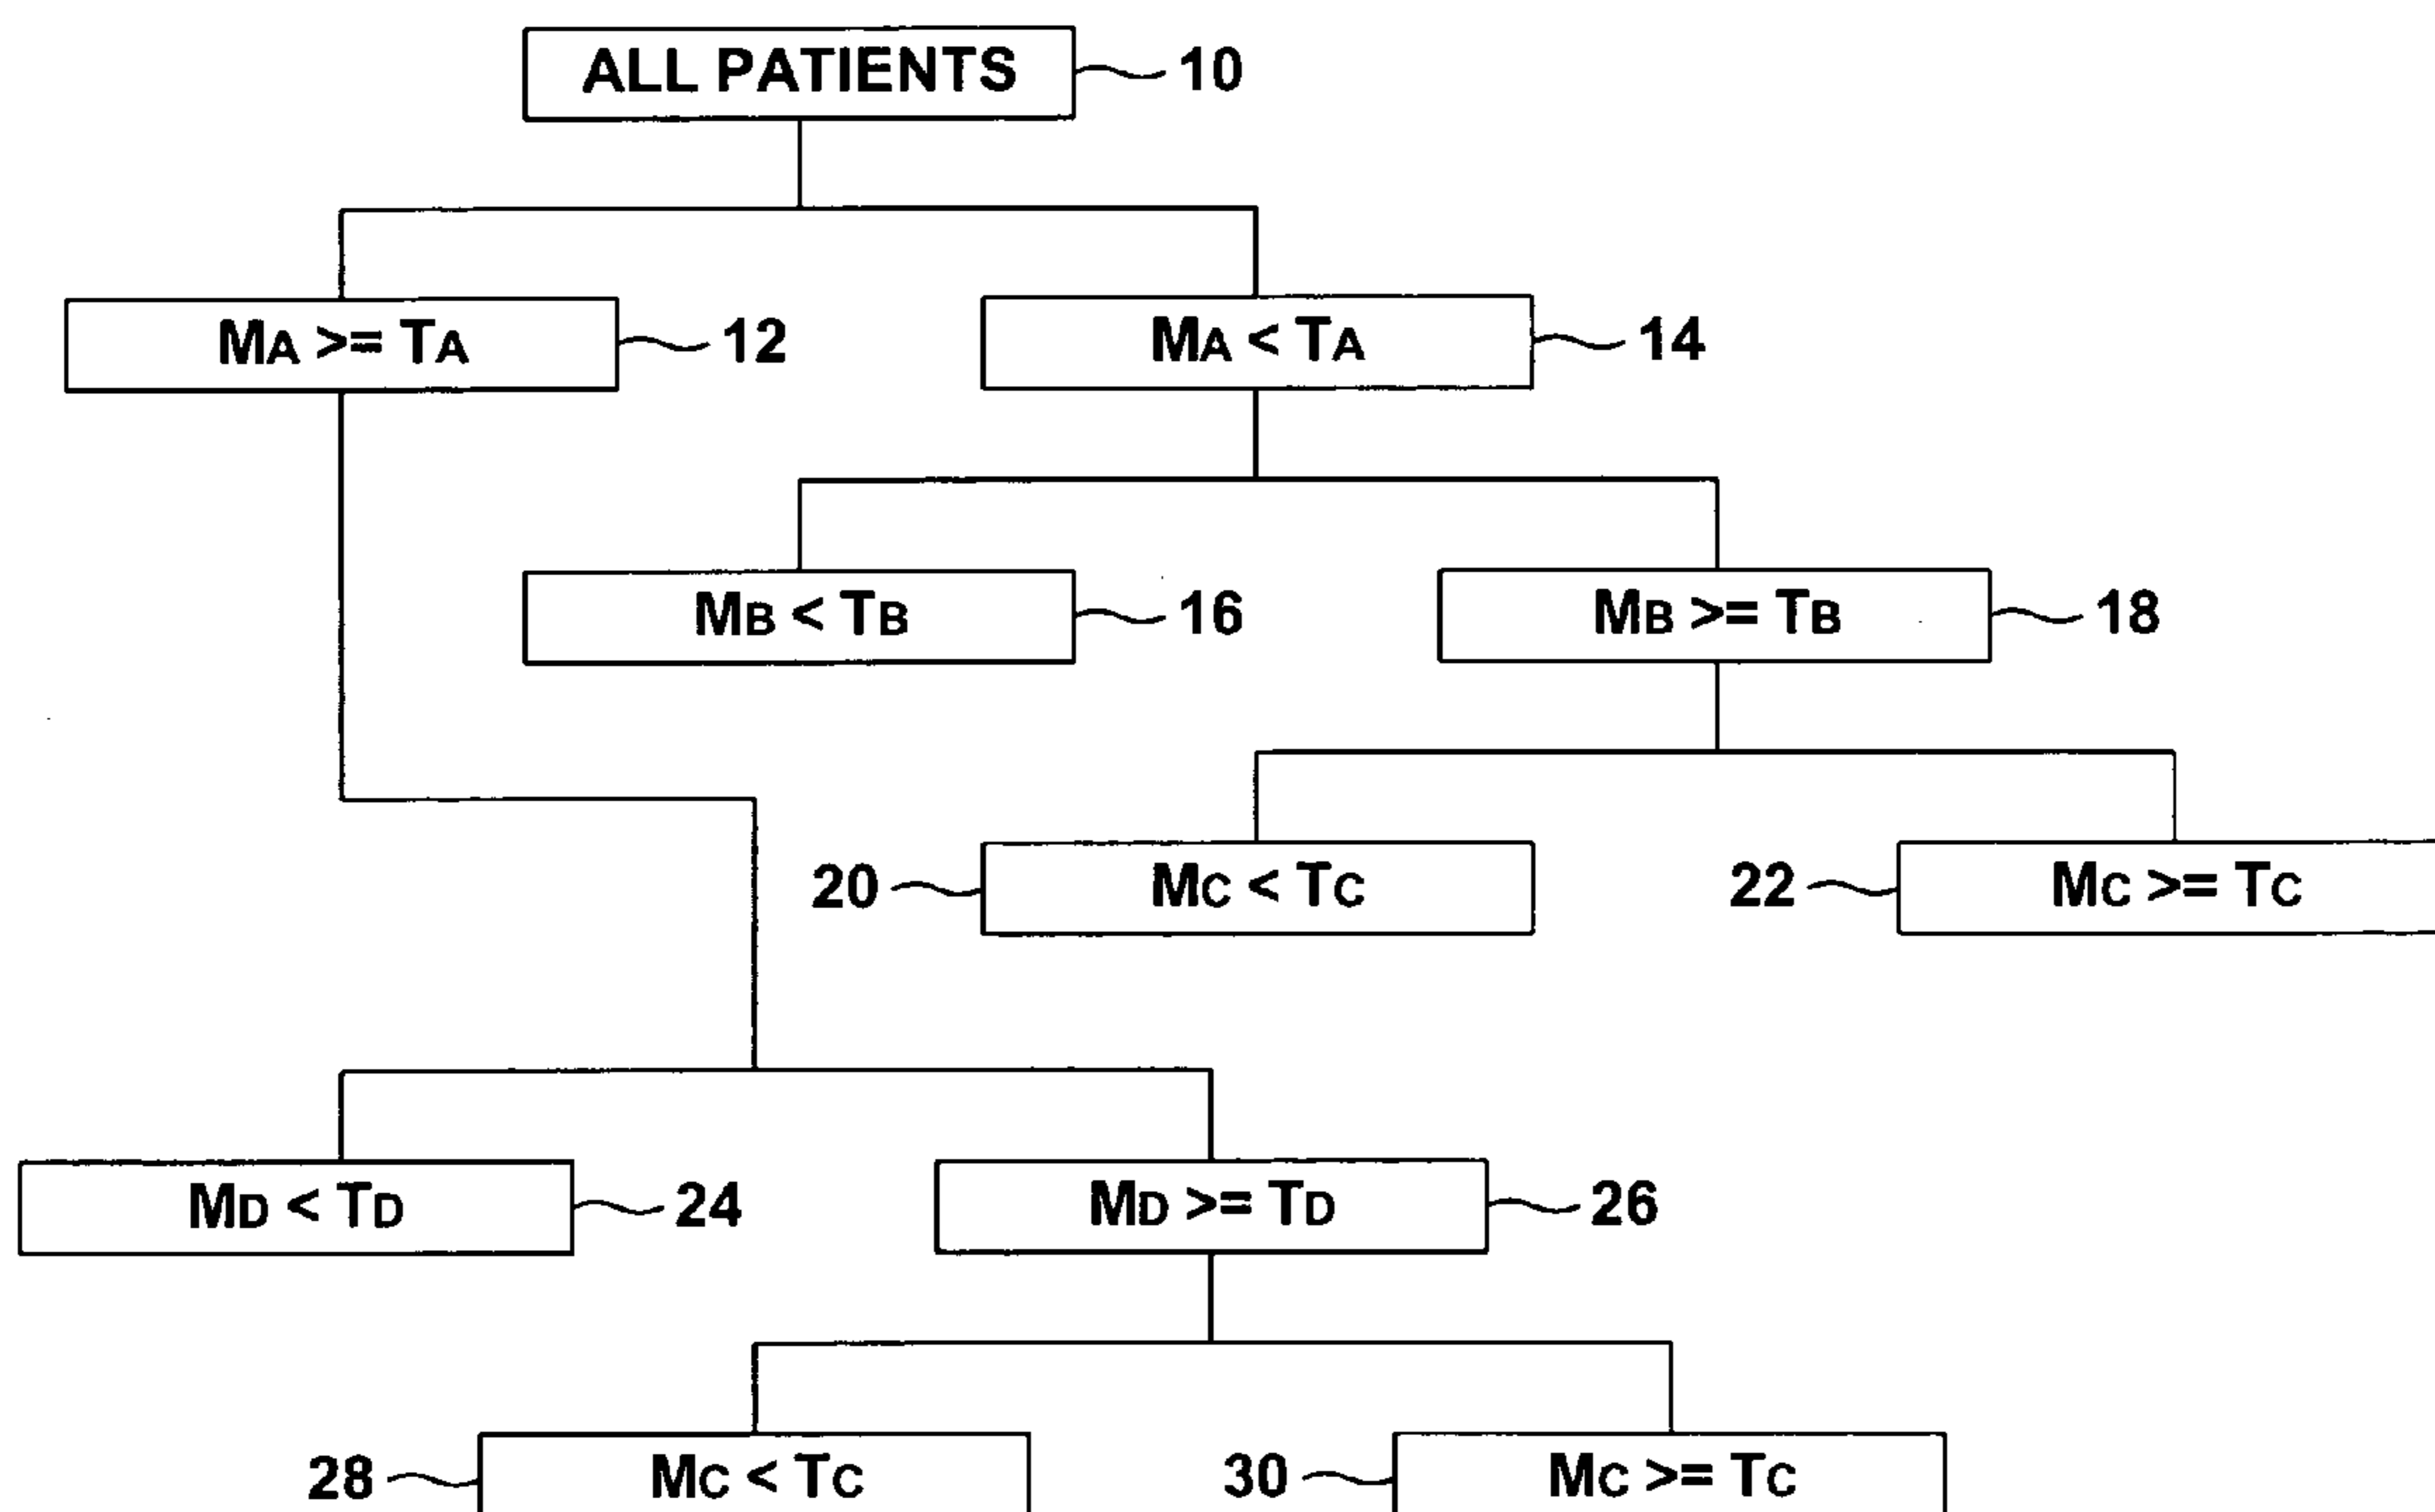 ALL PATIENTS 10
MA >= TA 12
MA < TA 14
MB < TB 16
MB >= TB 18
20 MC < TC
22 MC >= TC
MD < TD 24
MD >= TD 26
28 MC < TC
30 MC >= TC